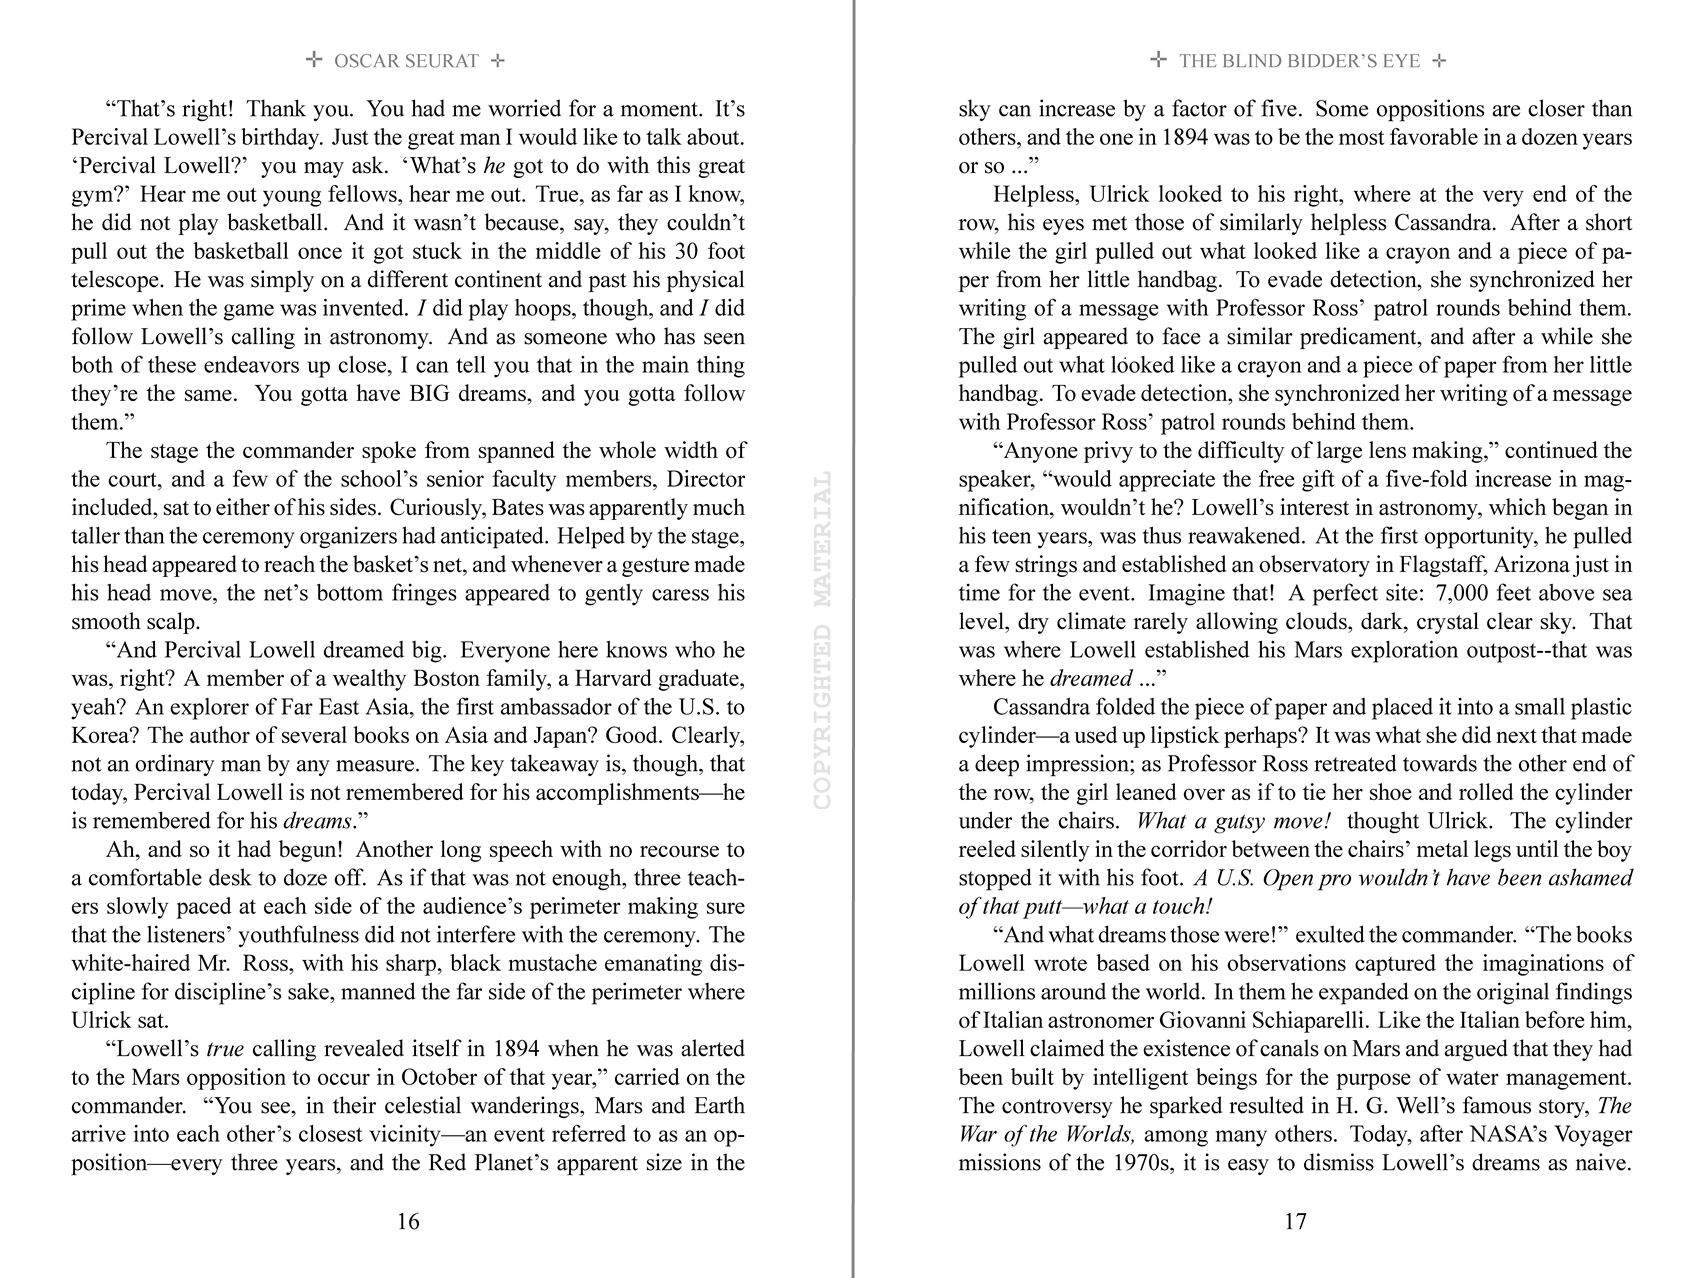 ✛ OSCAR SEURAT ✛
“That’s right! Thank you. You had me worried for a moment. It’s
Percival Lowell’s birthday. Just the great man I would like to talk about.
‘Percival Lowell?’ you may ask. ‘What’s he got to do with this great
gym?’ Hear me out young fellows, hear me out. True, as far as I know,
he did not play basketball. And it wasn’t because, say, they couldn’t
pull out the basketball once it got stuck in the middle of his 30 foot
telescope. He was simply on a different continent and past his physical
prime when the game was invented. I did play hoops, though, and I did
follow Lowell’s calling in astronomy. And as someone who has seen
both of these endeavors up close, I can tell you that in the main thing
they’re the same. You gotta have BIG dreams, and you gotta follow
them.”
The stage the commander spoke from spanned the whole width of
the court, and a few of the school’s senior faculty members, Director
included, sat to either of his sides. Curiously, Bates was apparently much
taller than the ceremony organizers had anticipated. Helped by the stage,
his head appeared to reach the basket’s net, and whenever a gesture made
his head move, the net’s bottom fringes appeared to gently caress his
smooth scalp.
“And Percival Lowell dreamed big. Everyone here knows who he
was, right? A member of a wealthy Boston family, a Harvard graduate,
yeah? An explorer of Far East Asia, the first ambassador of the U.S. to
Korea? The author of several books on Asia and Japan? Good. Clearly,
not an ordinary man by any measure. The key takeaway is, though, that
today, Percival Lowell is not remembered for his accomplishments—he
is remembered for his dreams.”
Ah, and so it had begun! Another long speech with no recourse to
a comfortable desk to doze off. As if that was not enough, three teach-
ers slowly paced at each side of the audience’s perimeter making sure
that the listeners’ youthfulness did not interfere with the ceremony. The
white-haired Mr. Ross, with his sharp, black mustache emanating dis-
cipline for discipline’s sake, manned the far side of the perimeter where
Ulrick sat.
“Lowell’s true calling revealed itself in 1894 when he was alerted
to the Mars opposition to occur in October of that year,” carried on the
commander. “You see, in their celestial wanderings, Mars and Earth
arrive into each other’s closest vicinity—an event referred to as an op-
position—every three years, and the Red Planet’s apparent size in the
16
COPYRIGHTED MATERIAL
✛ THE BLIND BIDDER’S EYE ✛
sky can increase by a factor of five. Some oppositions are closer than
others, and the one in 1894 was to be the most favorable in a dozen years
or so ...”
Helpless, Ulrick looked to his right, where at the very end of the
row, his eyes met those of similarly helpless Cassandra. After a short
while the girl pulled out what looked like a crayon and a piece of pa-
per from her little handbag. To evade detection, she synchronized her
writing of a message with Professor Ross’ patrol rounds behind them.
The girl appeared to face a similar predicament, and after a while she
pulled out what looked like a crayon and a piece of paper from her little
handbag. To evade detection, she synchronized her writing of a message
with Professor Ross’ patrol rounds behind them.
“Anyone privy to the difficulty of large lens making,” continued the
speaker, “would appreciate the free gift of a five-fold increase in mag-
nification, wouldn’t he? Lowell’s interest in astronomy, which began in
his teen years, was thus reawakened. At the first opportunity, he pulled
a few strings and established an observatory in Flagstaff, Arizona just in
time for the event. Imagine that! A perfect site: 7,000 feet above sea
level, dry climate rarely allowing clouds, dark, crystal clear sky. That
was where Lowell established his Mars exploration outpost--that was
where he dreamed ...”
Cassandra folded the piece of paper and placed it into a small plastic
cylinder—a used up lipstick perhaps? It was what she did next that made
a deep impression; as Professor Ross retreated towards the other end of
the row, the girl leaned over as if to tie her shoe and rolled the cylinder
under the chairs. What a gutsy move! thought Ulrick. The cylinder
reeled silently in the corridor between the chairs’ metal legs until the boy
stopped it with his foot. A U.S. Open pro wouldn’t have been ashamed
of that putt—what a touch!
“And what dreams those were!” exulted the commander. “The books
Lowell wrote based on his observations captured the imaginations of
millions around the world. In them he expanded on the original findings
of Italian astronomer Giovanni Schiaparelli. Like the Italian before him,
Lowell claimed the existence of canals on Mars and argued that they had
been built by intelligent beings for the purpose of water management.
The controversy he sparked resulted in H. G. Well’s famous story, The
War of the Worlds, among many others. Today, after NASA’s Voyager
missions of the 1970s, it is easy to dismiss Lowell’s dreams as naive.
17